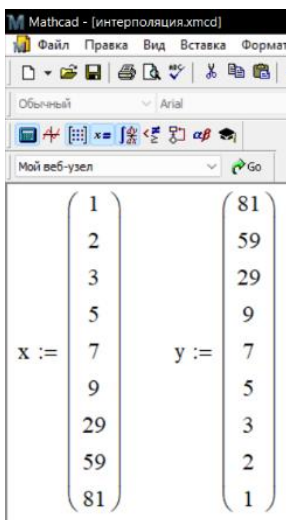 Mathcad - [интерполяция.xmcd]
Файл Правка Вид Вставка Формат
Обычный Arial
x= αβ
Мой веб-узел Go
1 81
2 59
3 29
5 9
x := 7 y := 7
9 5
29 3
59 2
81 1